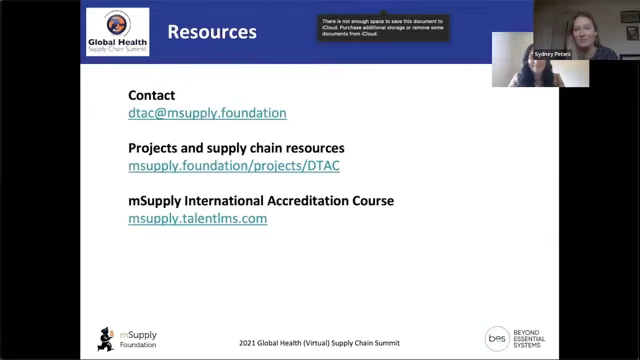 Global Health
Supply Chain Summit
Resources
There is not enough space to save this document to
iCloud. Purchase additional storage or remove some
documents from iCloud.
Sydney Peters
Contact
dtac@msupply.foundation
Projects and supply chain resources
msupply.foundation/projects/DTAC
mSupply International Accreditation Course
msupply.talentlms.com
mSupply
Foundation
2021 Global Health (Virtual) Supply Chain Summit
bes
BEYOND
ESSENTIAL
SYSTEMS